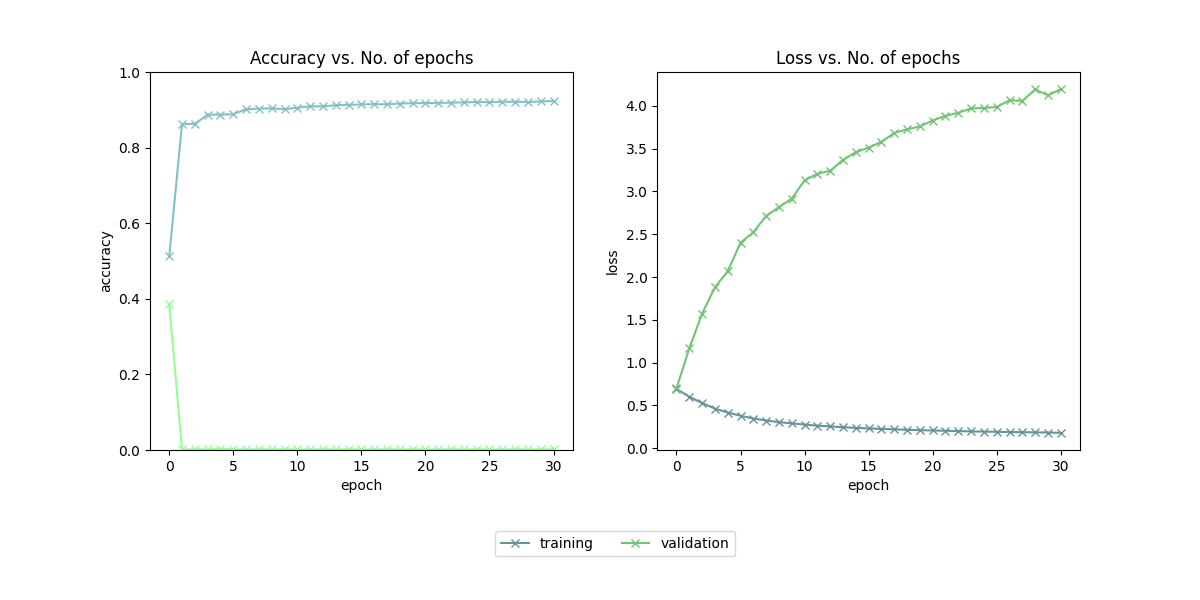 Accuracy vs. No. of epochs
1.0
0.8
0.6
0.4
0.2
0.0
accuracy
0 5 10 15 20 25 30
epoch
Loss vs. No. of epochs
4.0
3.5
3.0
2.5
2.0
1.5
1.0
0.5
0.0
loss
0 5 10 15 20 25 30
epoch
training validation